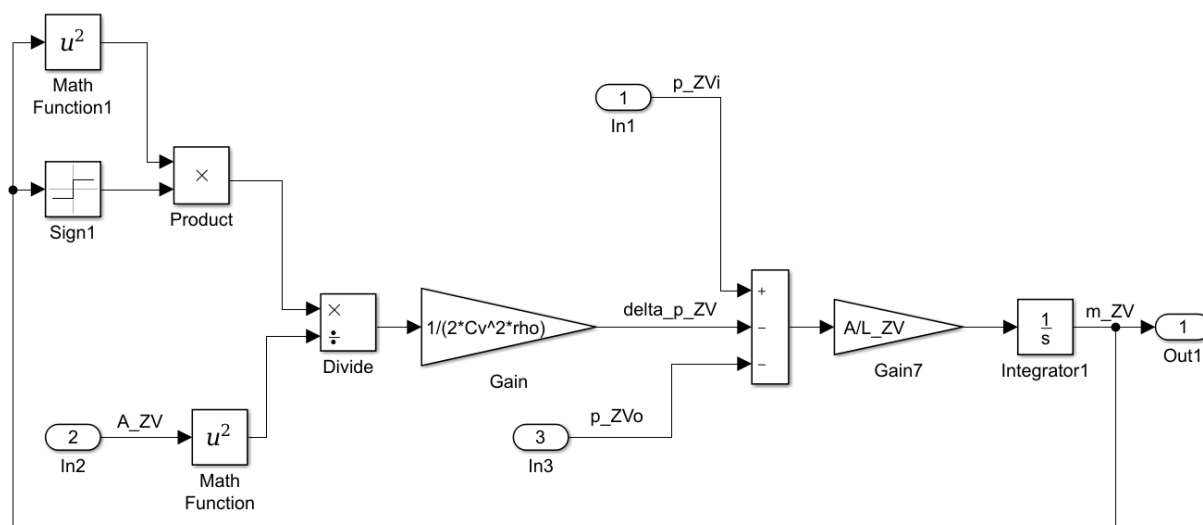 u²
Math
Function1
Sign1
×
Product
×
÷
Divide
2
In2
A_ZV
u²
Math
Function
1/(2*Cv^2*rho)
Gain
1
In1
p_ZVi
delta_p_ZV
3
In3
p_ZVo
+
−
−
A/L_ZV
Gain7
1
s
Integrator1
m_ZV
1
Out1